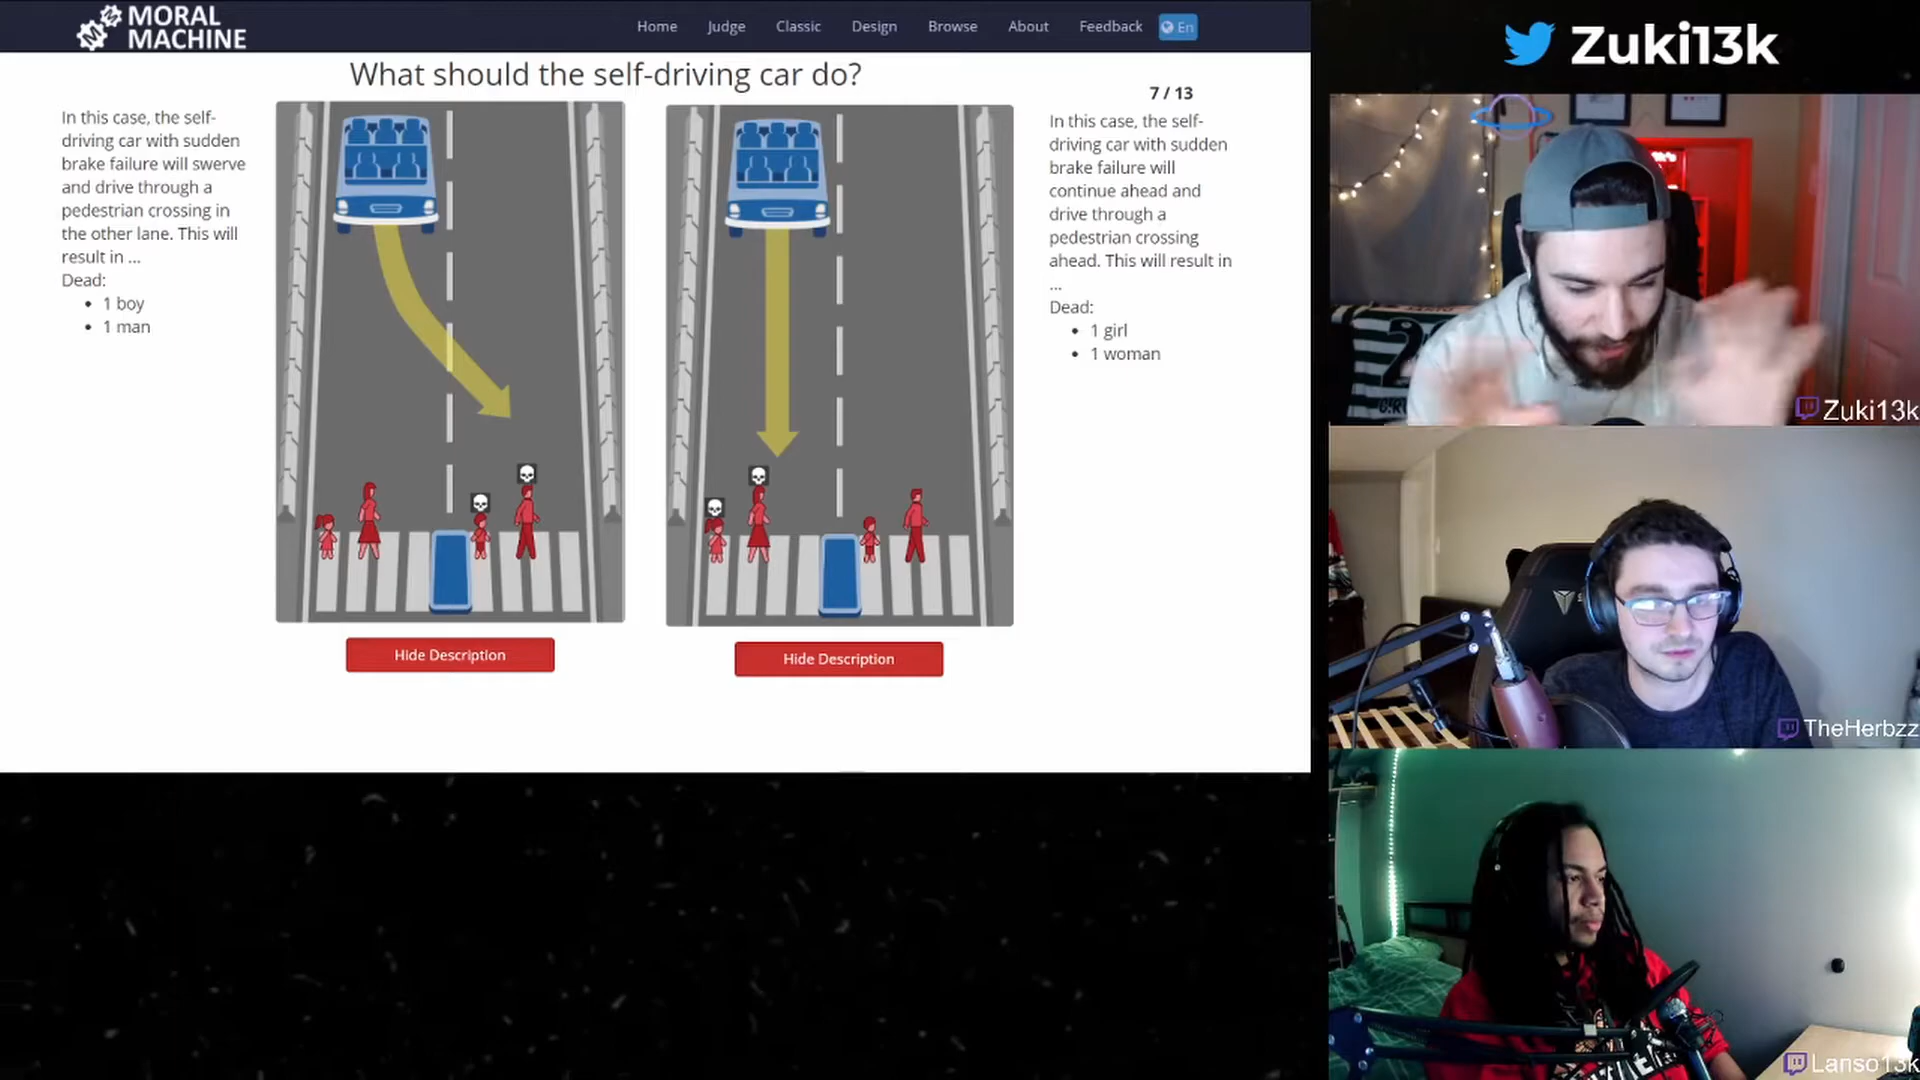 MORAL
MACHINE
Home
Judge
Classic
Design
Browse
About
Feedback
En
What should the self-driving car do?
7 / 13
In this case, the self-
driving car with sudden
brake failure will swerve
and drive through a
pedestrian crossing in
the other lane. This will
result in ...
Dead:
1 boy
1 man
Hide Description
In this case, the self-
driving car with sudden
brake failure will
continue ahead and
drive through a
pedestrian crossing
ahead. This will result in
...
Dead:
1 girl
1 woman
Hide Description
Zuki13k
Zuki13k
TheHerbzz
Lanso13k